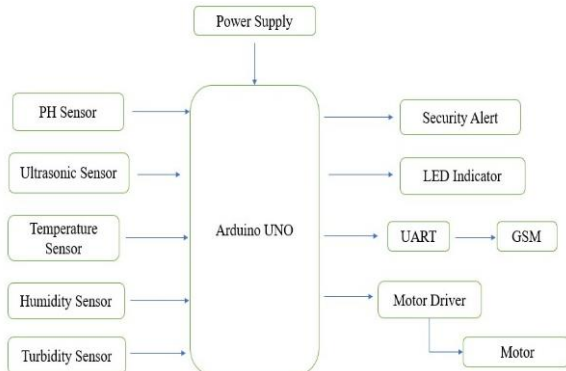 Power Supply
PH Sensor
Ultrasonic Sensor
Temperature
Sensor
Humidity Sensor
Turbidity Sensor
Arduino UNO
Security Alert
LED Indicator
UART
GSM
Motor Driver
Motor